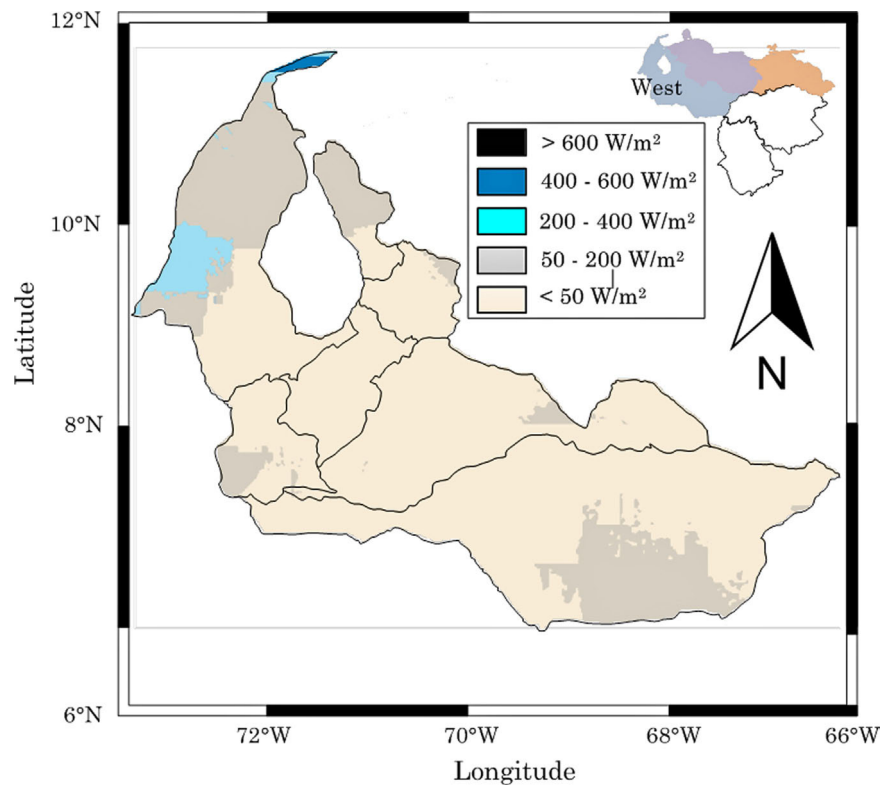 12°N
10°N
8°N
6°N
Latitude
West
> 600 W/m²
400 - 600 W/m²
200 - 400 W/m²
50 - 200 W/m²
< 50 W/m²
N
72°W
70°W
68°W
66°W
Longitude